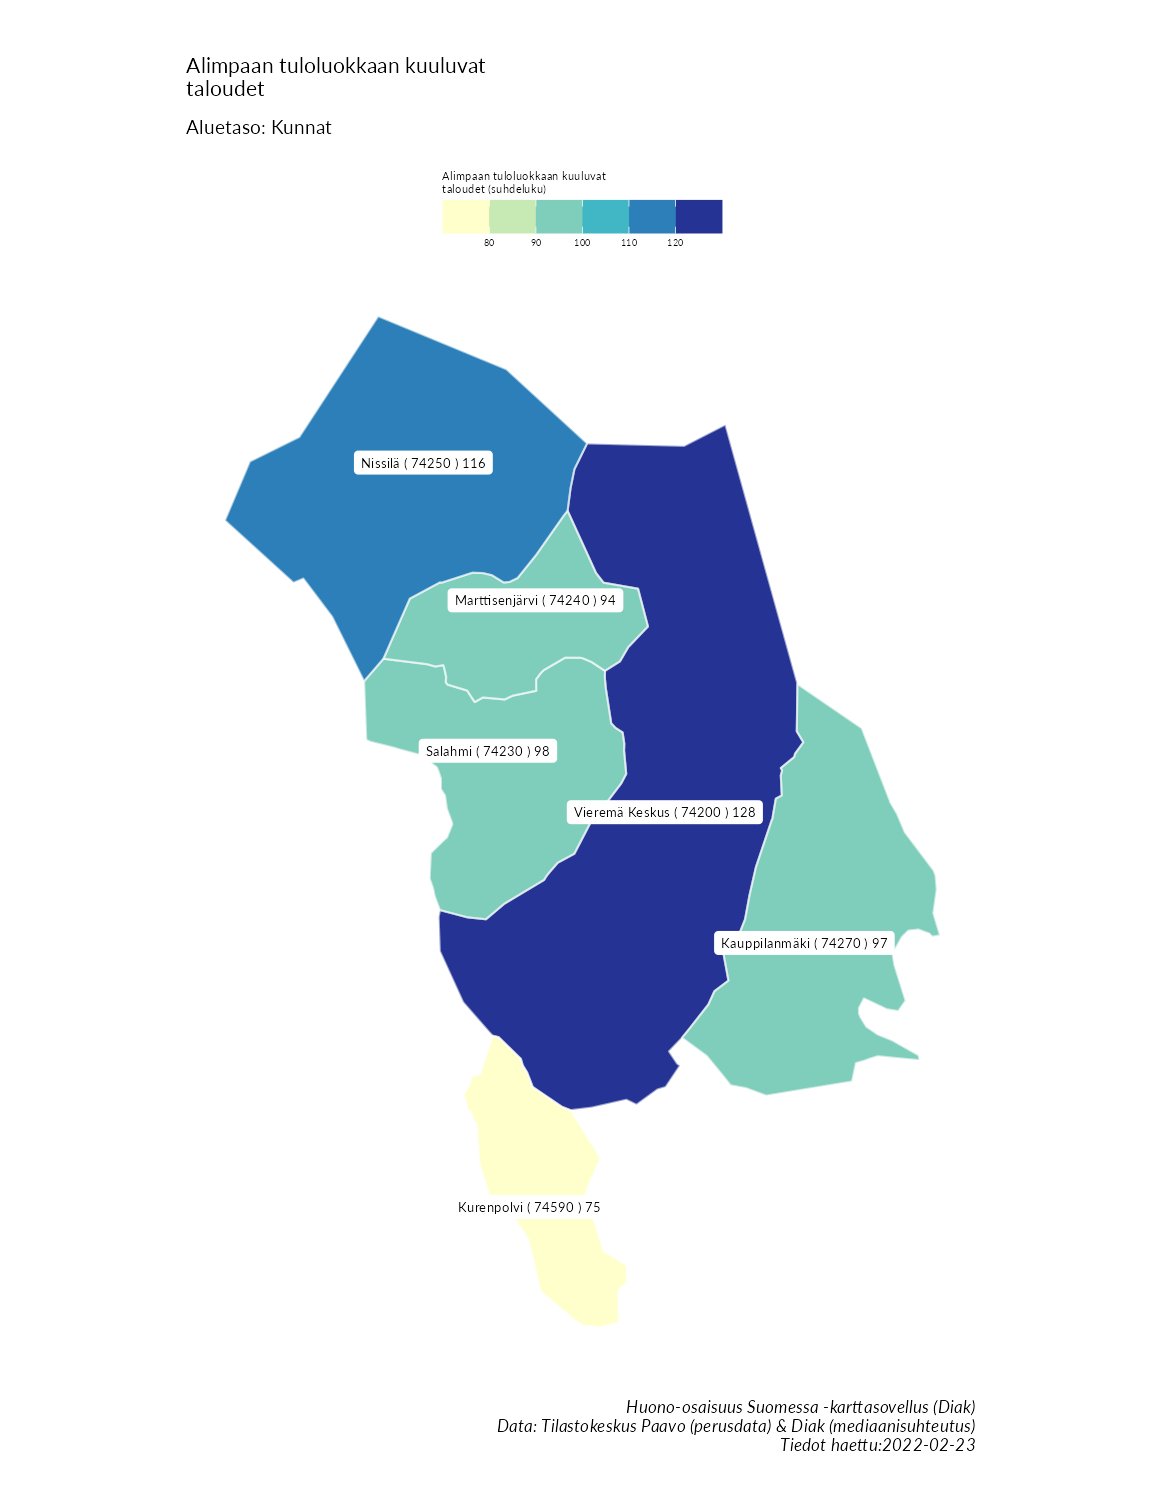 Alimpaan tuloluokkaan kuuluvat
taloudet
Aluetaso: Kunnat
Alimpaan tuloluokkaan kuuluvat
taloudet (suhdeluku)
80 90 100 110 120
Nissilä ( 74250 ) 116
Marttisenjärvi ( 74240 ) 94
Salahmi ( 74230 ) 98
Vieremä Keskus ( 74200 ) 128
Kauppilanmäki ( 74270 ) 97
Kurenpolvi ( 74590 ) 75
Huono-osaisuus Suomessa -karttasovellus (Diak)
Data: Tilastokeskus Paavo (perusdata) & Diak (mediaanisuhteutus)
Tiedot haettu:2022-02-23